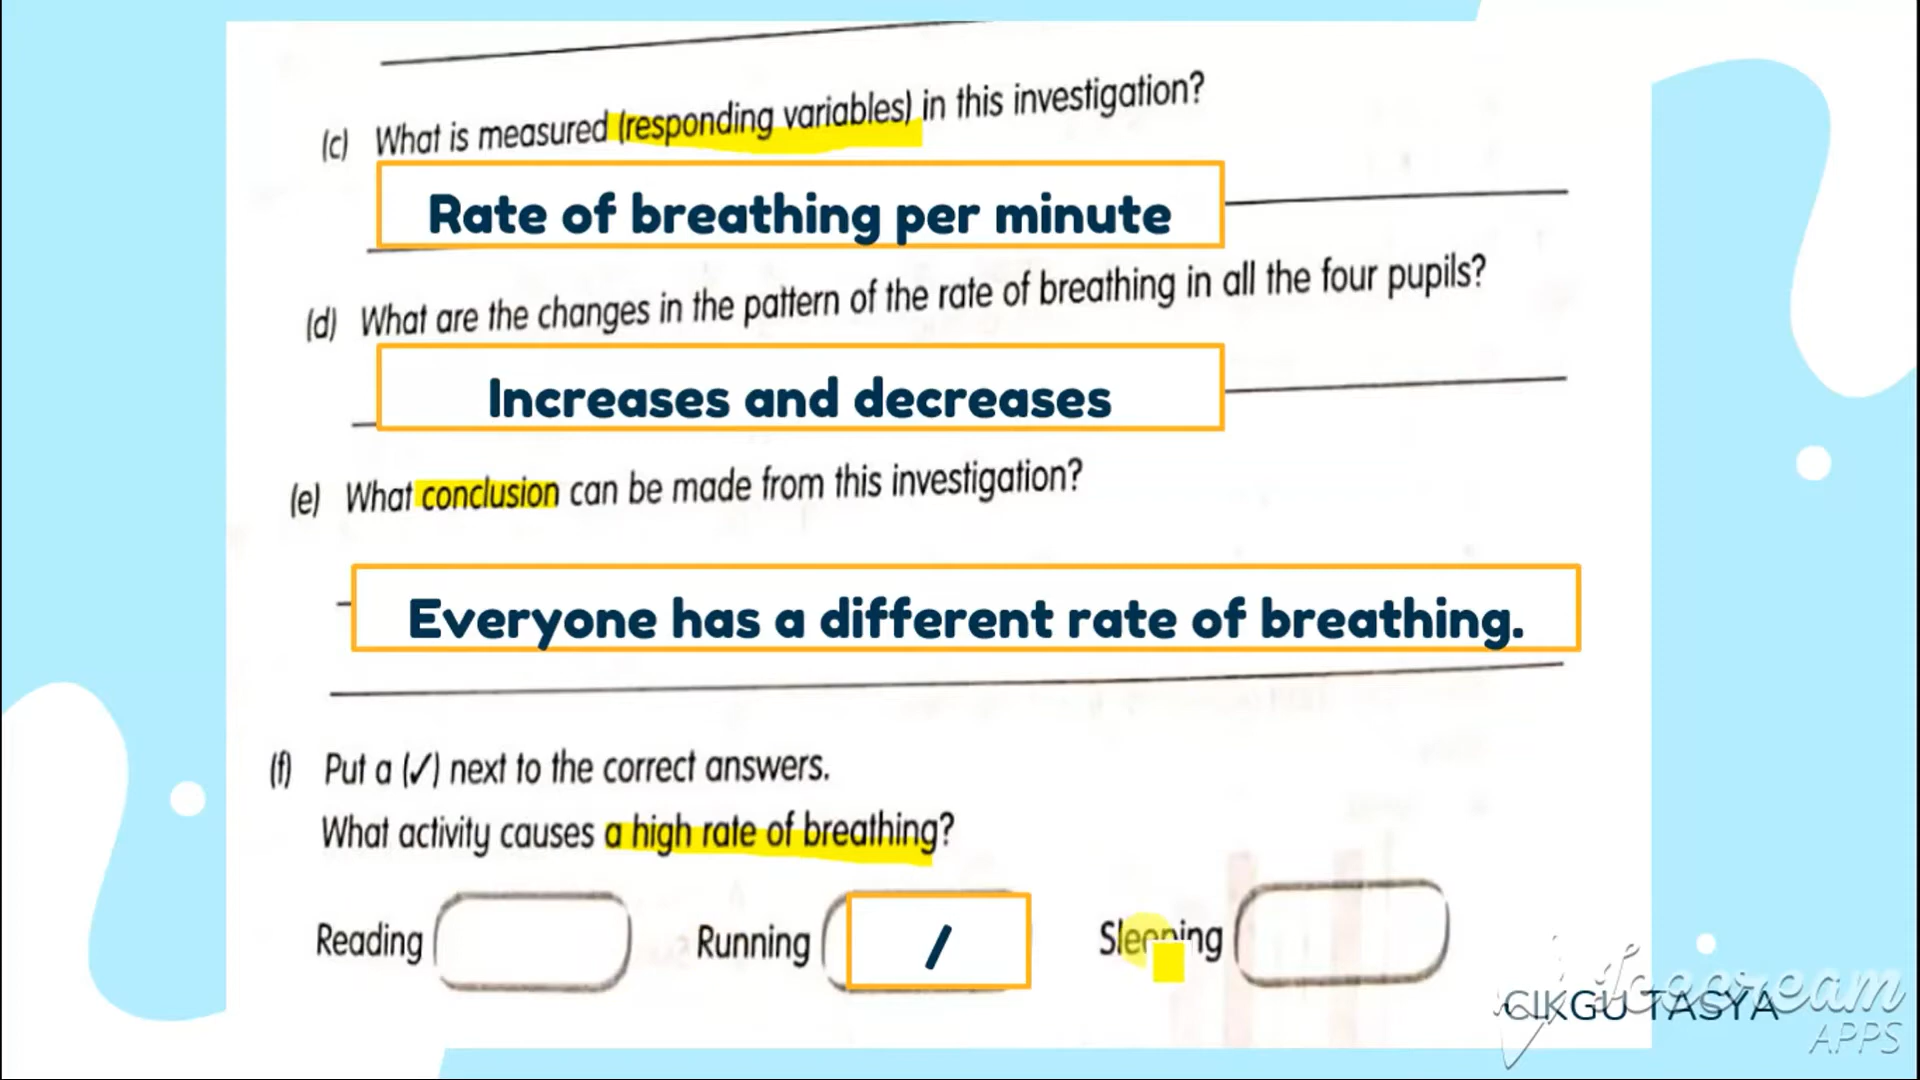 (c) What is measured (responding variables) in this investigation?
Rate of breathing per minute
(d) What are the changes in the pattern of the rate of breathing in all the four pupils?
Increases and decreases
(e) What conclusion can be made from this investigation?
Everyone has a different rate of breathing.
(f) Put a (✓) next to the correct answers.
What activity causes a high rate of breathing?
Reading Running / Sleeping
CIKGU TASYA
Icecream
APPS